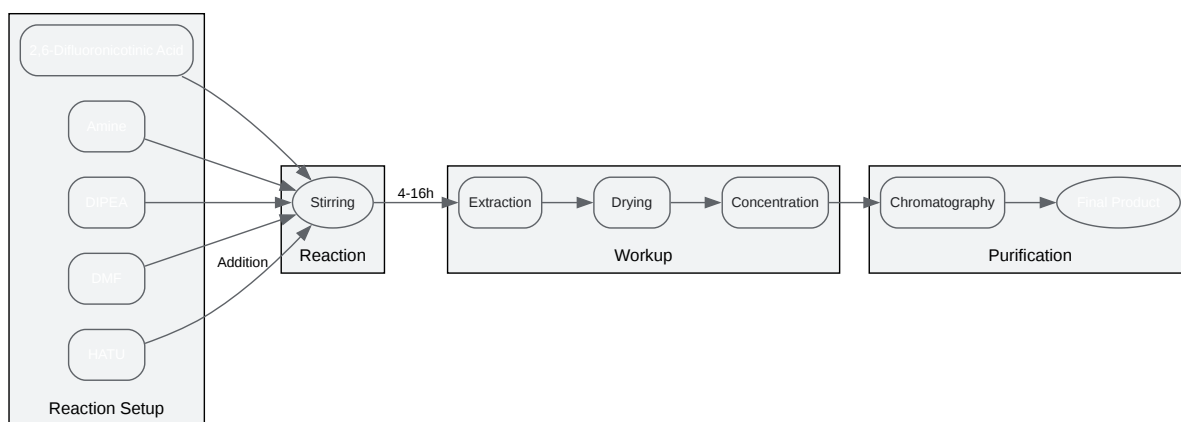 2,6-Difluoronicotinic Acid
Amine
DIPEA
DMF
HATU
Reaction Setup
Addition
Stirring
Reaction
4-16h
Extraction
Drying
Concentration
Workup
Chromatography
Final Product
Purification